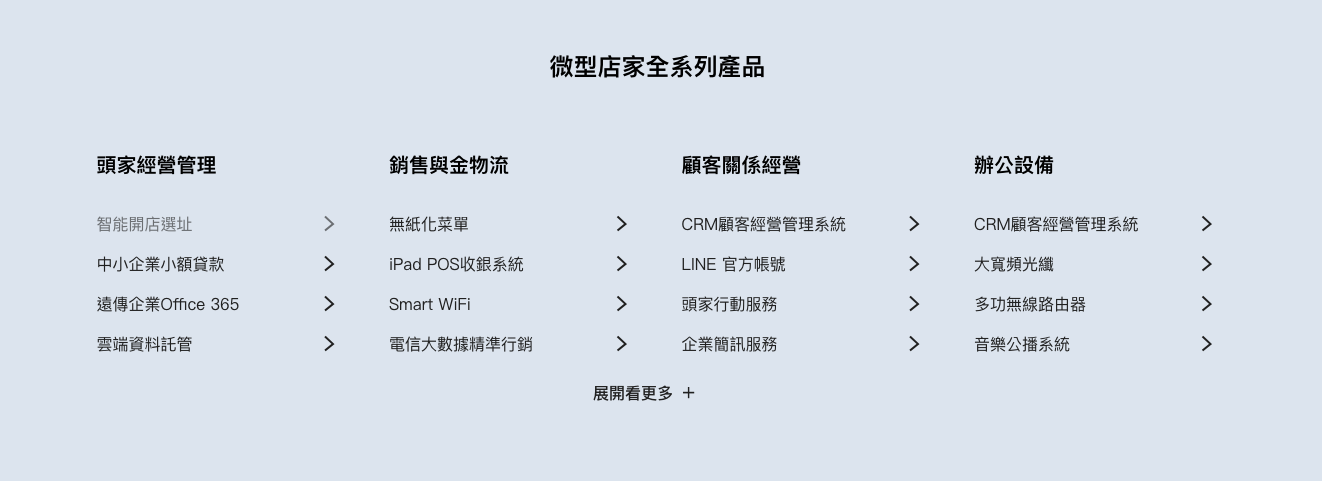 微型店家全系列產品
頭家經營管理
智能開店選址
中小企業小額貸款
遠傳企業Office 365
雲端資料託管
銷售與金物流
無紙化菜單
iPad POS收銀系統
Smart WiFi
電信大數據精準行銷
顧客關係經營
CRM顧客經營管理系統
LINE 官方帳號
頭家行動服務
企業簡訊服務
辦公設備
CRM顧客經營管理系統
大寬頻光纖
多功無線路由器
音樂公播系統
展開看更多 +